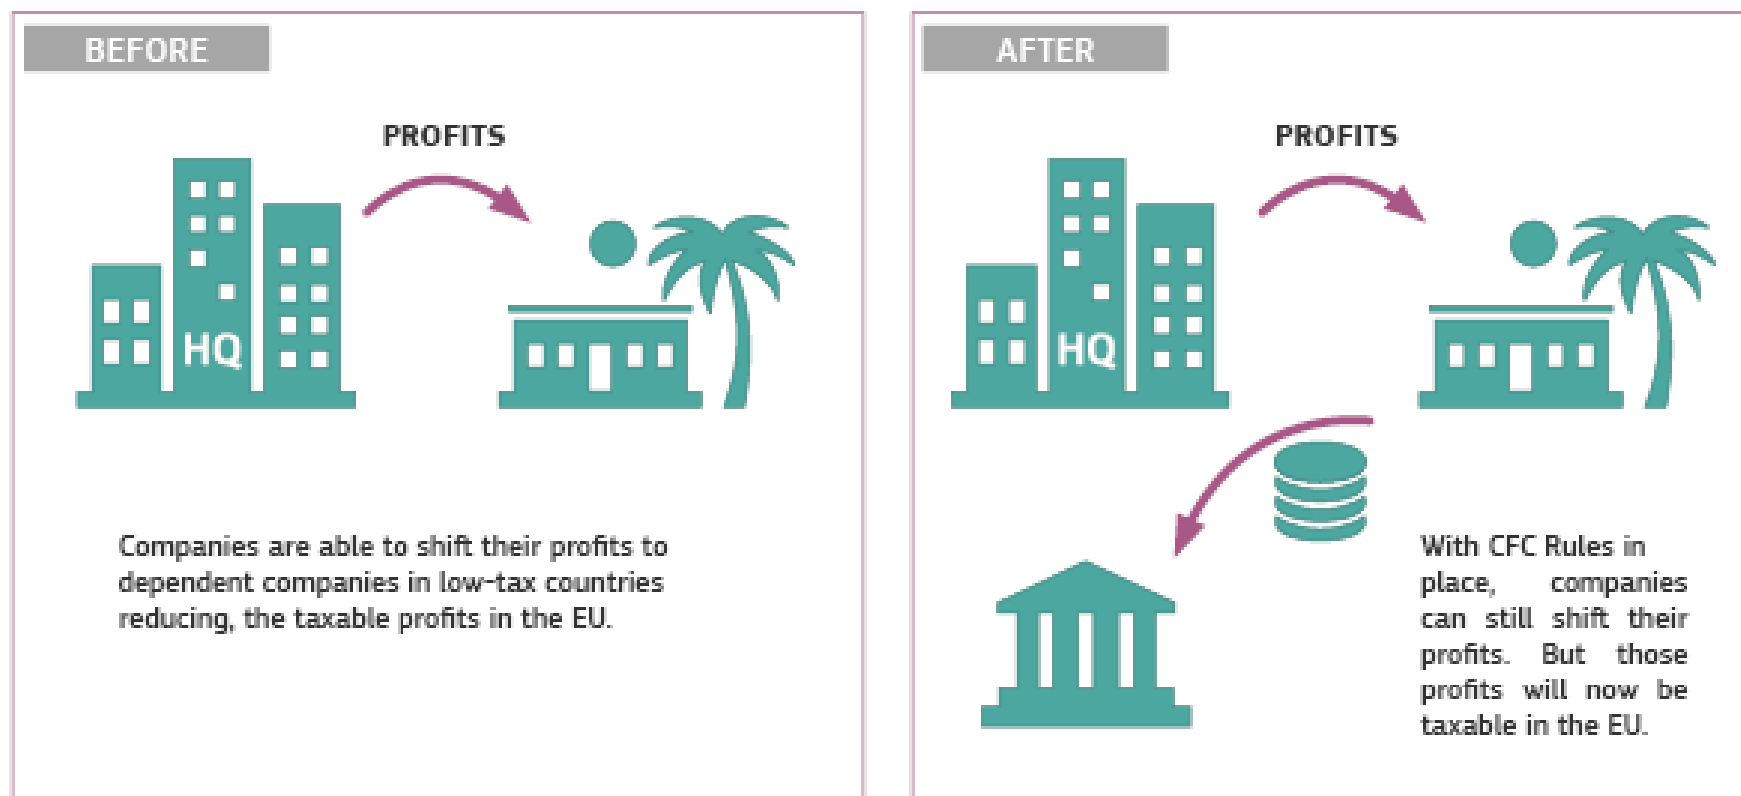 BEFORE
PROFITS
HQ
Companies are able to shift their profits to
dependent companies in low-tax countries
reducing, the taxable profits in the EU.
AFTER
PROFITS
HQ
With CFC Rules in
place, companies
can still shift their
profits. But those
profits will now be
taxable in the EU.